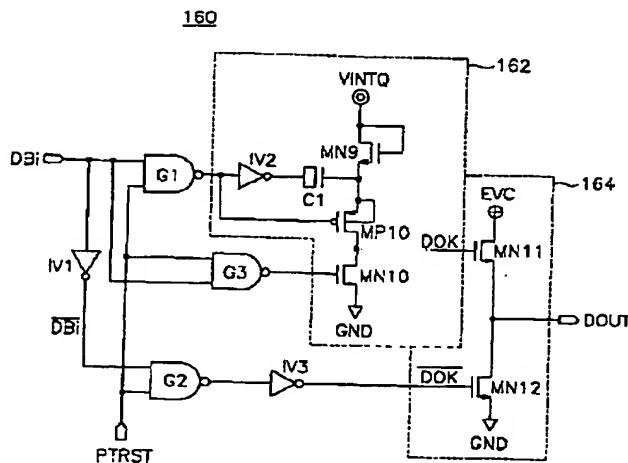 160
162
VINTQ
164
MN9
DBi
G1
IV2
C1
EVC
MP10
DOK
MN11
IV1
G3
MN10
DOUT
GND
DBi
IV3
DOK
G2
MN12
GND
PTRST